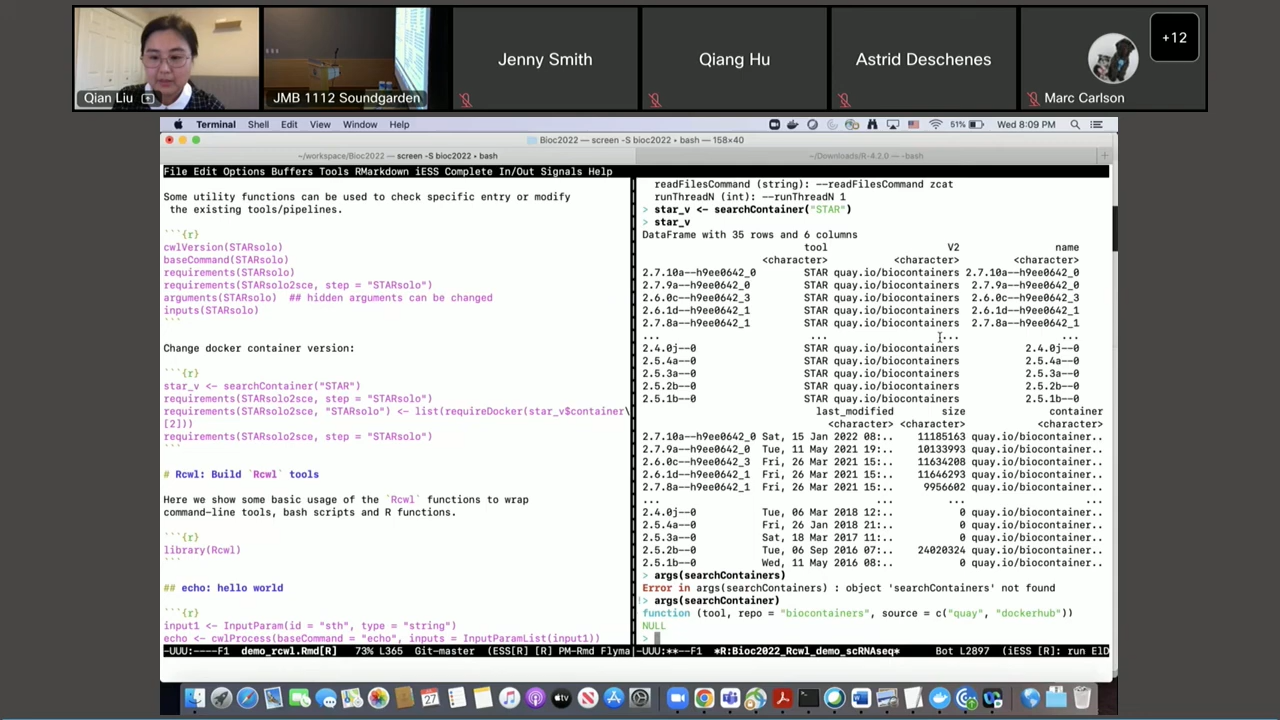 Qian Liu
JMB 1112 Soundgarden
Jenny Smith
Qiang Hu
Astrid Deschenes
Marc Carlson
+12
Terminal Shell Edit View Window Help
51% Wed 8:09 PM
Bioc2022 — screen -S bioc2022 • bash — 158×40
~/workspace/Bioc2022 — screen -S bioc2022 • bash
~/Downloads/R-4.2.0 — -bash
File Edit Options Buffers Tools RMarkdown iESS Complete In/Out Signals Help
Some utility functions can be used to check specific entry or modify
the existing tools/pipelines.
```{r}
cwlVersion(STARsolo)
baseCommand(STARsolo)
requirements(STARsolo)
requirements(STARsolo2sce, step = "STARsolo")
arguments(STARsolo)  ## hidden arguments can be changed
inputs(STARsolo)
```
Change docker container version:
```{r}
star_v <- searchContainer("STAR")
requirements(STARsolo2sce, step = "STARsolo")
requirements(STARsolo2sce, "STARsolo") <- list(requireDocker(star_v$container\
[2]))
requirements(STARsolo2sce, step = "STARsolo")
```
# Rcwl: Build `Rcwl` tools
Here we show some basic usage of the `Rcwl` functions to wrap
command-line tools, bash scripts and R functions.
```{r}
library(Rcwl)
```
## echo: hello world
```{r}
input1 <- InputParam(id = "sth", type = "string")
echo <- cwlProcess(baseCommand = "echo", inputs = InputParamList(input1))
-UUU:----F1  demo_rcwl.Rmd[R]   73% L365  Git-master  (ESS[R] [R] PM-Rmd Flyma
readFilesCommand (string): --readFilesCommand zcat
runThreadN (int): --runThreadN 1
> star_v <- searchContainer("STAR")
> star_v
DataFrame with 35 rows and 6 columns
tool V2 name
<character> <character> <character>
2.7.10a--h9ee0642_0 STAR quay.io/biocontainers 2.7.10a--h9ee0642_0
2.7.9a--h9ee0642_0 STAR quay.io/biocontainers 2.7.9a--h9ee0642_0
2.6.0c--h9ee0642_3 STAR quay.io/biocontainers 2.6.0c--h9ee0642_3
2.6.1d--h9ee0642_1 STAR quay.io/biocontainers 2.6.1d--h9ee0642_1
2.7.8a--h9ee0642_1 STAR quay.io/biocontainers 2.7.8a--h9ee0642_1
... ... ... ...
2.4.0j--0 STAR quay.io/biocontainers 2.4.0j--0
2.5.4a--0 STAR quay.io/biocontainers 2.5.4a--0
2.5.3a--0 STAR quay.io/biocontainers 2.5.3a--0
2.5.2b--0 STAR quay.io/biocontainers 2.5.2b--0
2.5.1b--0 STAR quay.io/biocontainers 2.5.1b--0
last_modified size container
<character> <character> <character>
2.7.10a--h9ee0642_0 Sat, 15 Jan 2022 08:.. 11185163 quay.io/biocontainer..
2.7.9a--h9ee0642_0 Tue, 11 May 2021 19:.. 10133993 quay.io/biocontainer..
2.6.0c--h9ee0642_3 Fri, 26 Mar 2021 15:.. 11634208 quay.io/biocontainer..
2.6.1d--h9ee0642_1 Fri, 26 Mar 2021 15:.. 11646293 quay.io/biocontainer..
2.7.8a--h9ee0642_1 Fri, 26 Mar 2021 15:.. 9956602 quay.io/biocontainer..
... ... ... ...
2.4.0j--0 Tue, 06 Mar 2018 12:.. 0 quay.io/biocontainer..
2.5.4a--0 Fri, 26 Jan 2018 21:.. 0 quay.io/biocontainer..
2.5.3a--0 Sat, 18 Mar 2017 11:.. 0 quay.io/biocontainer..
2.5.2b--0 Tue, 06 Sep 2016 07:.. 24020324 quay.io/biocontainer..
2.5.1b--0 Wed, 11 May 2016 08:.. 0 quay.io/biocontainer..
> args(searchContainers)
Error in args(searchContainers) : object 'searchContainers' not found
!> args(searchContainer)
function (tool, repo = "biocontainers", source = c("quay", "dockerhub"))
NULL
>
-UUU:**--F1  *R:Bioc2022_Rcwl_demo_scRNAseq*  Bot L2897  (iESS [R]: run ElD